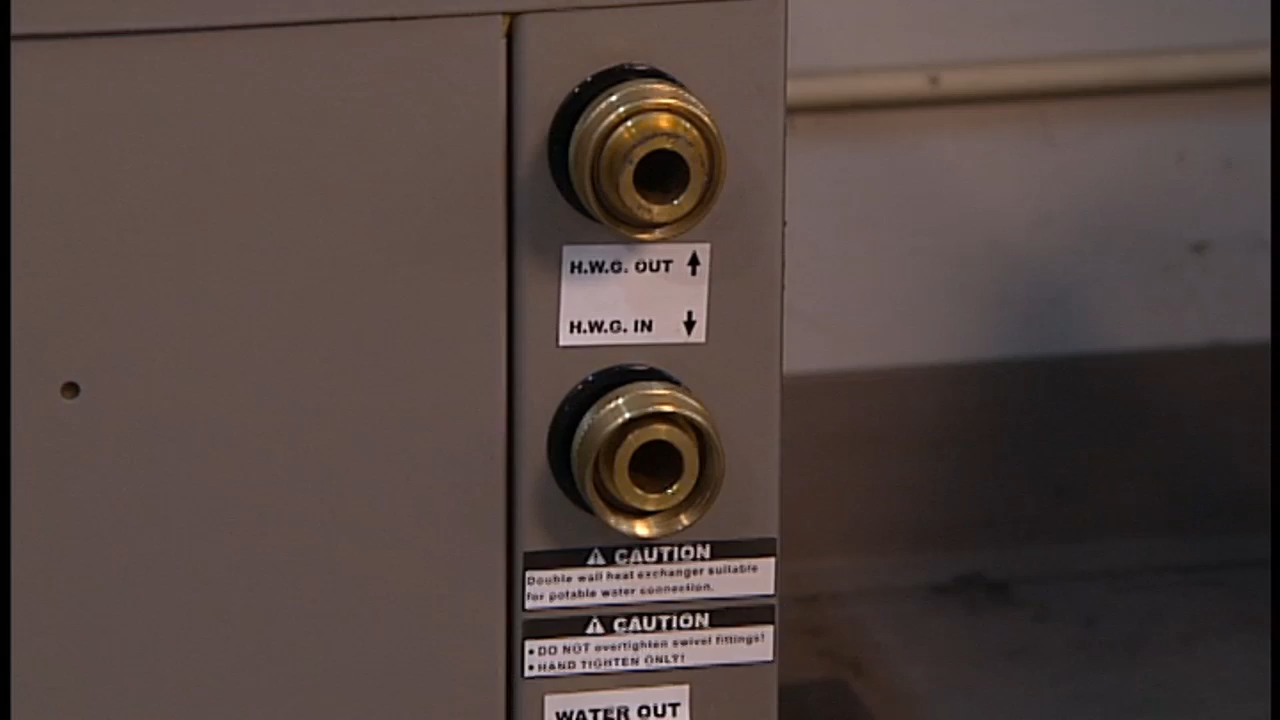 H.W.G. OUT ↑
H.W.G. IN ↓
⚠ CAUTION
Double wall heat exchanger suitable
for potable water connection.
⚠ CAUTION
• DO NOT overtighten swivel fittings!
• HAND TIGHTEN ONLY!
WATER OUT